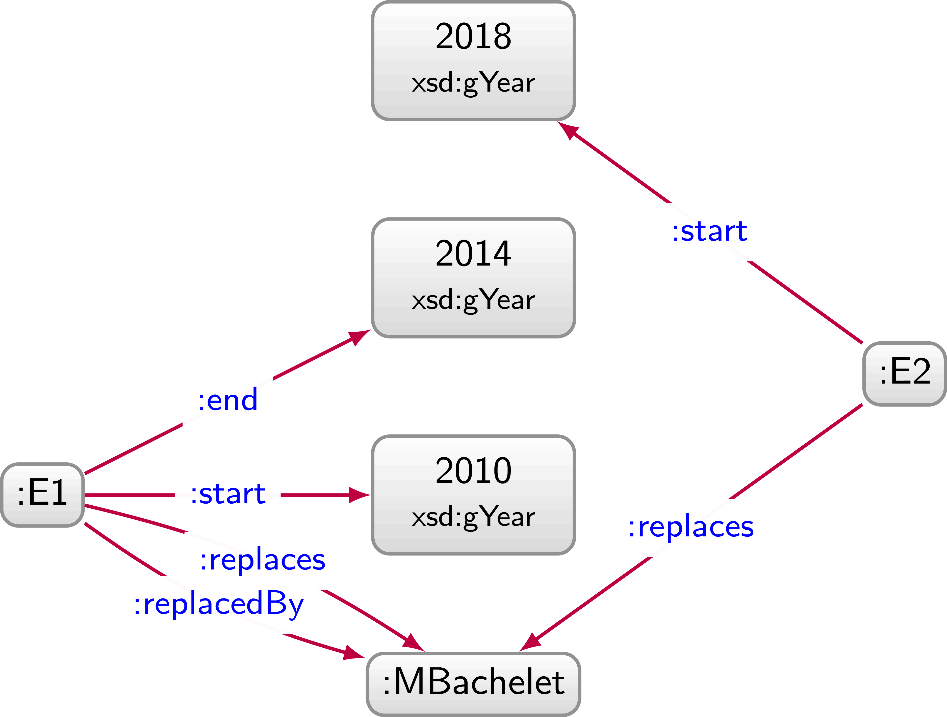 2018
xsd:gYear
:start
2014
xsd:gYear
:E2
:end
2010
xsd:gYear
:E1
:start
:replaces
:replaces
:replacedBy
:MBachelet